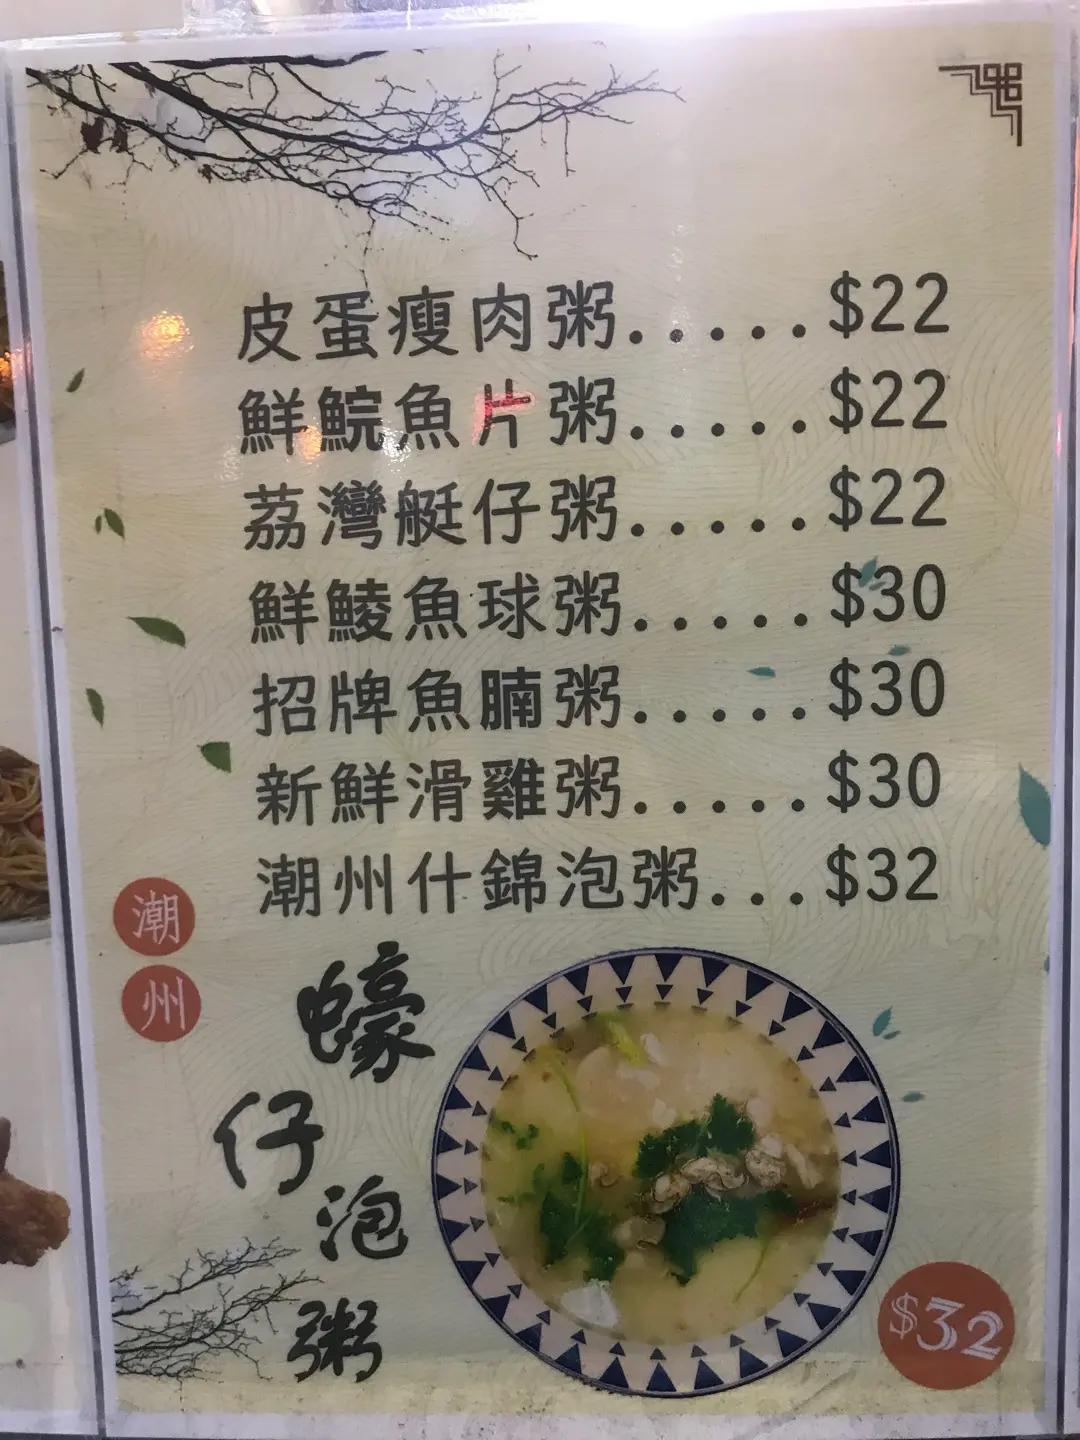 皮蛋瘦肉粥.....$22
鮮鯇魚片粥.....$22
荔灣艇仔粥.....$22
鮮鯪魚球粥.....$30
招牌魚腩粥.....$30
新鮮滑雞粥.....$30
潮州什錦泡粥...$32
潮州
蠔仔泡粥
$32